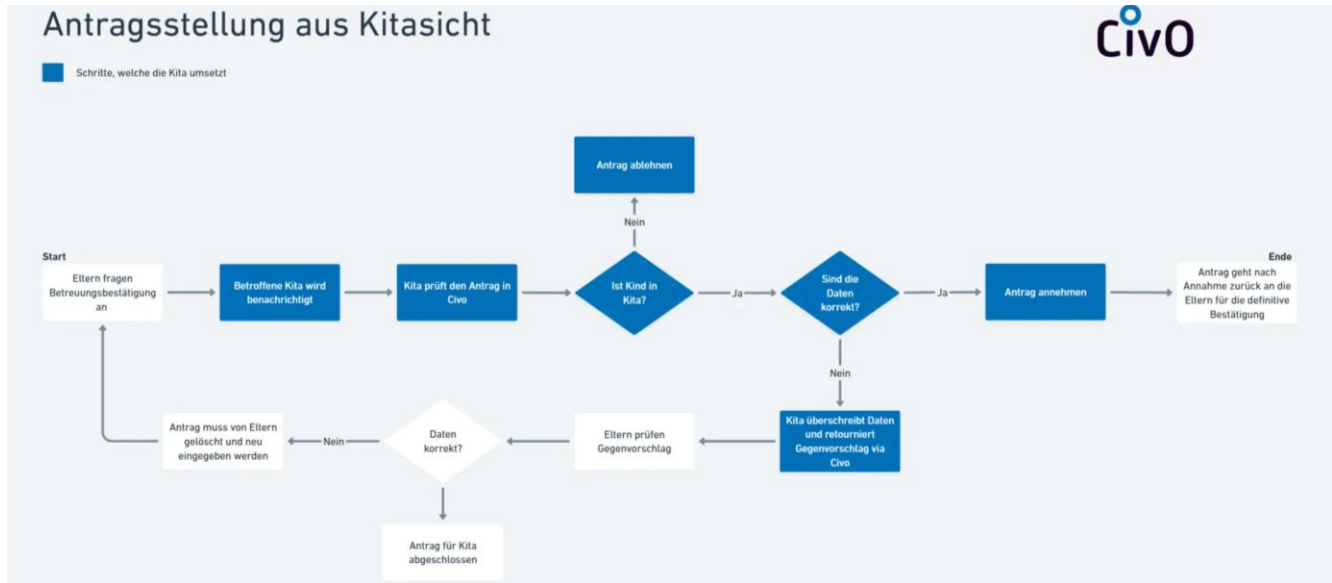 Antragsstellung aus Kitasicht
CivO
Schritte, welche die Kita umsetzt
Antrag ablehnen
Nein
Start
Eltern fragen
Betreuungsbestätigung
an
Betroffene Kita wird
benachrichtigt
Kita prüft den Antrag in
Civo
Ist Kind in
Kita?
Ja
Sind die
Daten
korrekt?
Ja
Antrag annehmen
Ende
Antrag geht nach
Annahme zurück an die
Eltern für die definitive
Bestätigung
Nein
Antrag muss von Eltern
gelöscht und neu
eingegeben werden
Nein
Daten
korrekt?
Eltern prüfen
Gegenvorschlag
Kita überschreibt Daten
und retourniert
Gegenvorschlag via
Civo
Antrag für Kita
abgeschlossen